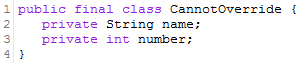 1 public final class CannotOverride {
2     private String name;
3     private int number;
4 }